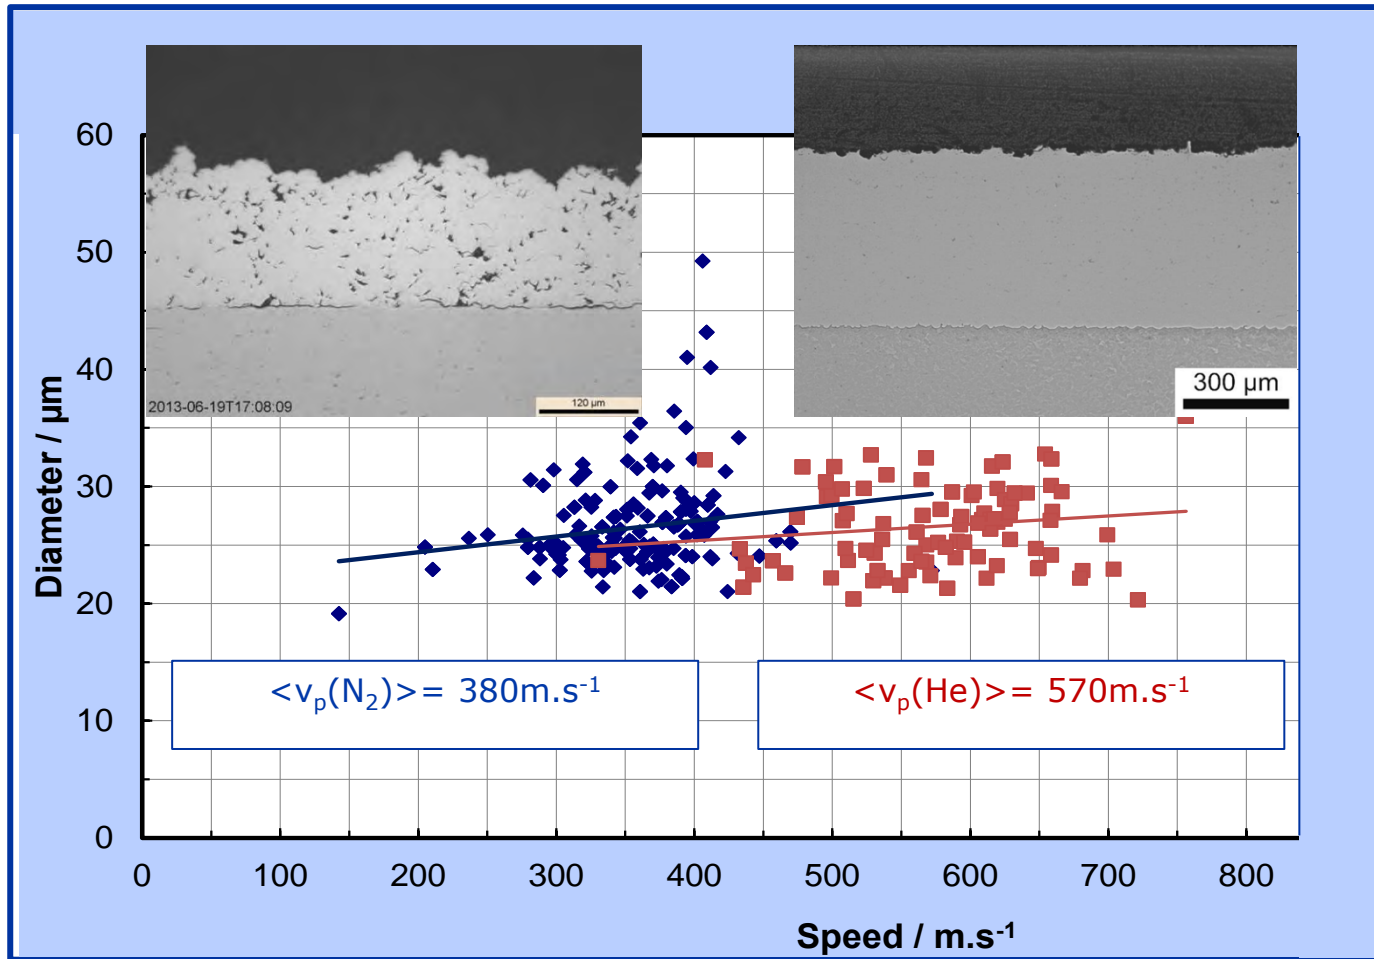 2013-06-19T17:08:09
120 µm
300 µm
60
50
40
30
20
10
0
Diameter / µm
<vₚ(N₂)>= 380m.s⁻¹
<vₚ(He)>= 570m.s⁻¹
0 100 200 300 400 500 600 700 800
Speed / m.s⁻¹